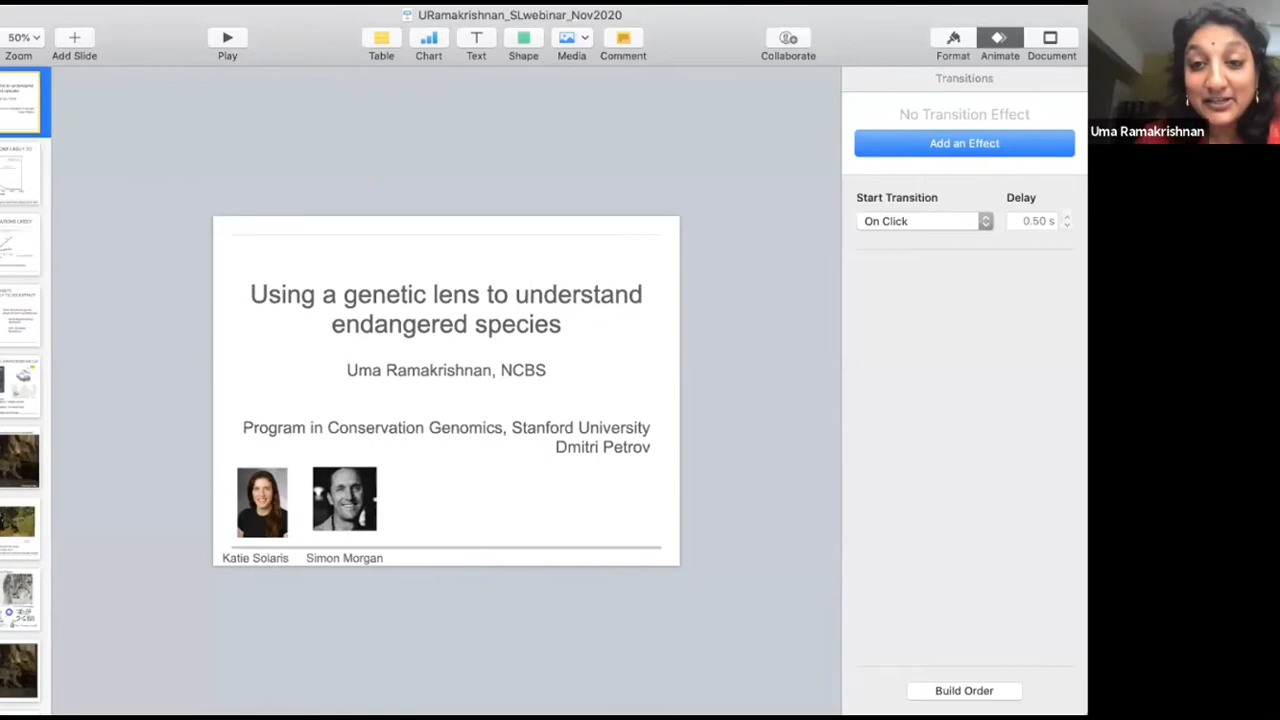 URamakrishnan_SLwebinar_Nov2020
50%
Zoom
Add Slide
Play
Table
Chart
Text
Shape
Media
Comment
Collaborate
Format
Animate
Document
Transitions
No Transition Effect
Add an Effect
Start Transition
Delay
On Click
0.50 s
Build Order
Uma Ramakrishnan
Using a genetic lens to understand
endangered species
Uma Ramakrishnan, NCBS
Program in Conservation Genomics, Stanford University
Dmitri Petrov
Katie Solaris
Simon Morgan